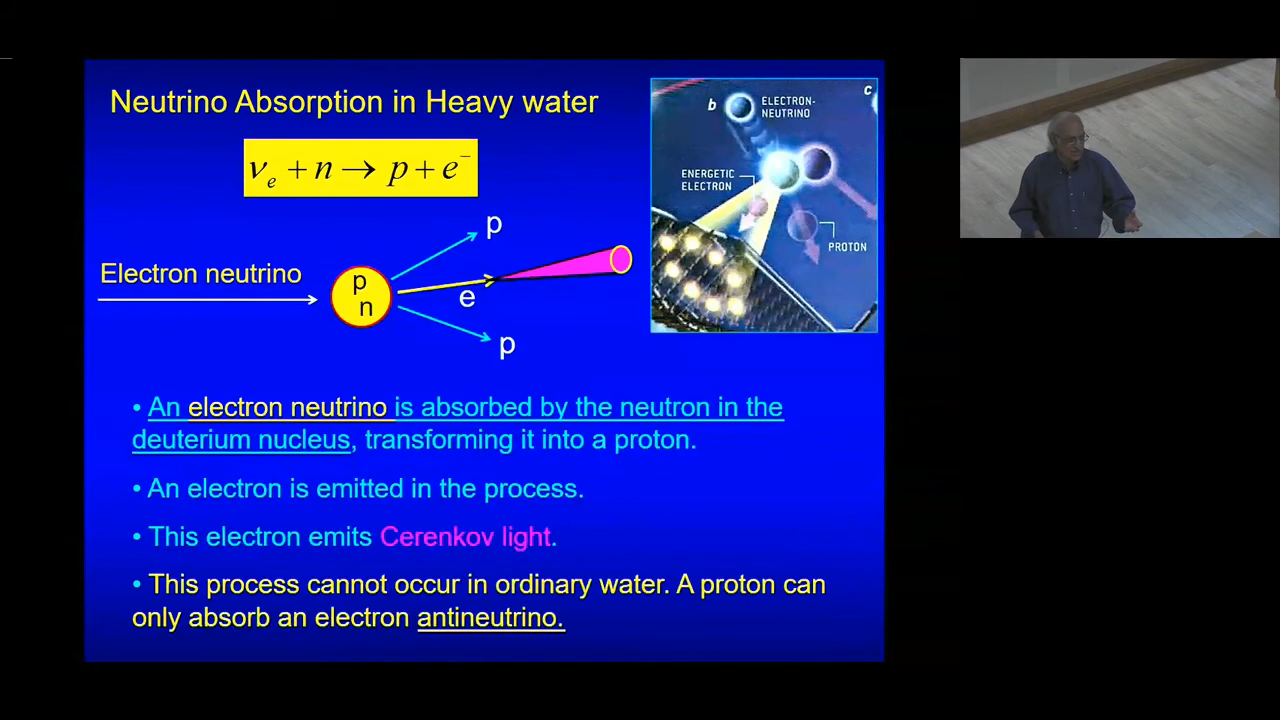 Neutrino Absorption in Heavy water
νₑ + n → p + e⁻
Electron neutrino
p
n
p
e
p
b
ELECTRON-
NEUTRINO
c
ENERGETIC
ELECTRON
PROTON
• An electron neutrino is absorbed by the neutron in the
deuterium nucleus, transforming it into a proton.
• An electron is emitted in the process.
• This electron emits Cerenkov light.
• This process cannot occur in ordinary water. A proton can
only absorb an electron antineutrino.